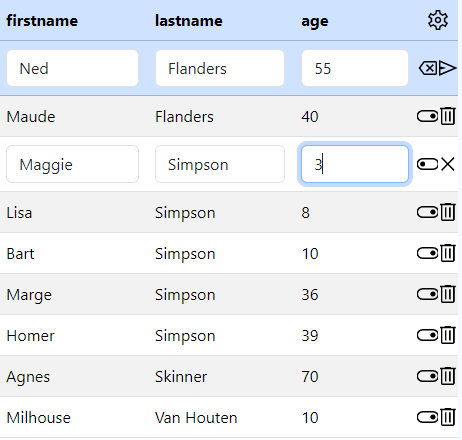 firstname lastname age
Ned Flanders 55
Maude Flanders 40
Maggie Simpson 3
Lisa Simpson 8
Bart Simpson 10
Marge Simpson 36
Homer Simpson 39
Agnes Skinner 70
Milhouse Van Houten 10